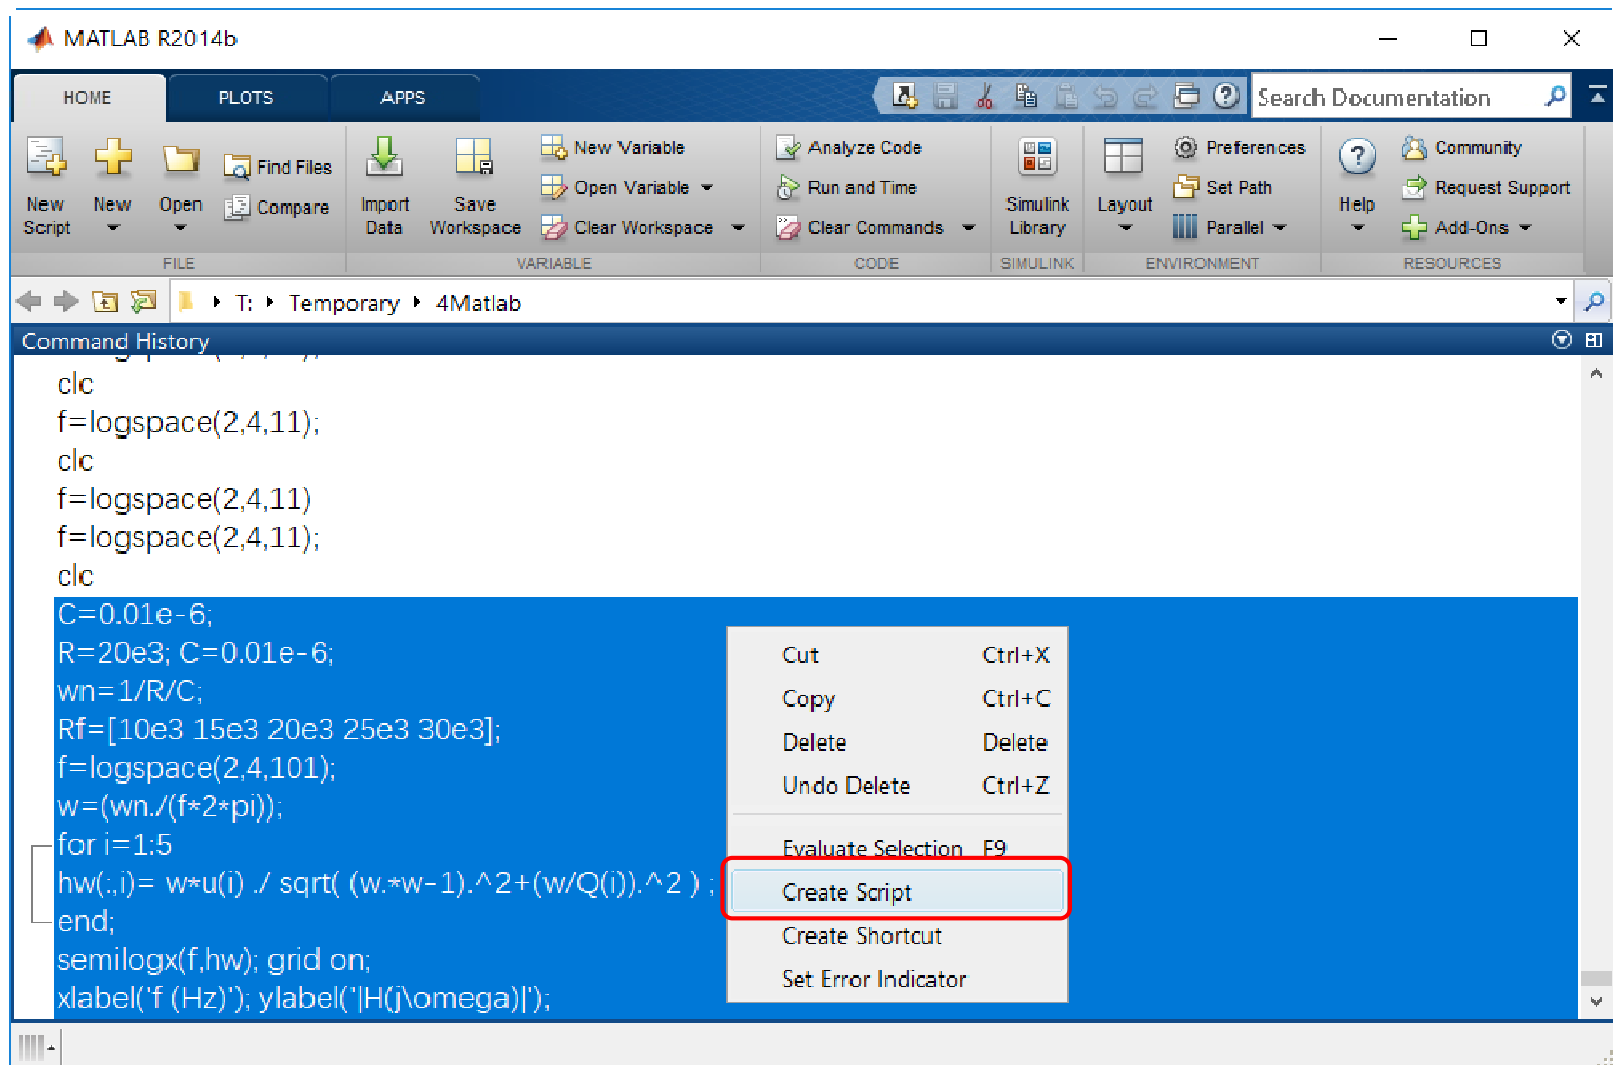 MATLAB R2014b
HOME PLOTS APPS Search Documentation
New Script
New
Open
Find Files
Compare
FILE
Import Data
Save Workspace
New Variable
Open Variable
Clear Workspace
VARIABLE
Analyze Code
Run and Time
Clear Commands
CODE
Simulink Library
SIMULINK
Layout
Preferences
Set Path
Parallel
ENVIRONMENT
Help
Community
Request Support
Add-Ons
RESOURCES
T: Temporary 4Matlab
Command History
clc
f=logspace(2,4,11);
clc
f=logspace(2,4,11)
f=logspace(2,4,11);
clc
C=0.01e-6;
R=20e3; C=0.01e-6;
wn=1/R/C;
Rf=[10e3 15e3 20e3 25e3 30e3];
f=logspace(2,4,101);
w=(wn./(f*2*pi));
for i=1:5
hw(:,i)= w*u(i) ./ sqrt( (w.*w-1).^2+(w/Q(i)).^2 ) ;
end;
semilogx(f,hw); grid on;
xlabel('f (Hz)'); ylabel('|H(j\omega)|');
Cut Ctrl+X
Copy Ctrl+C
Delete Delete
Undo Delete Ctrl+Z
Evaluate Selection F9
Create Script
Create Shortcut
Set Error Indicator